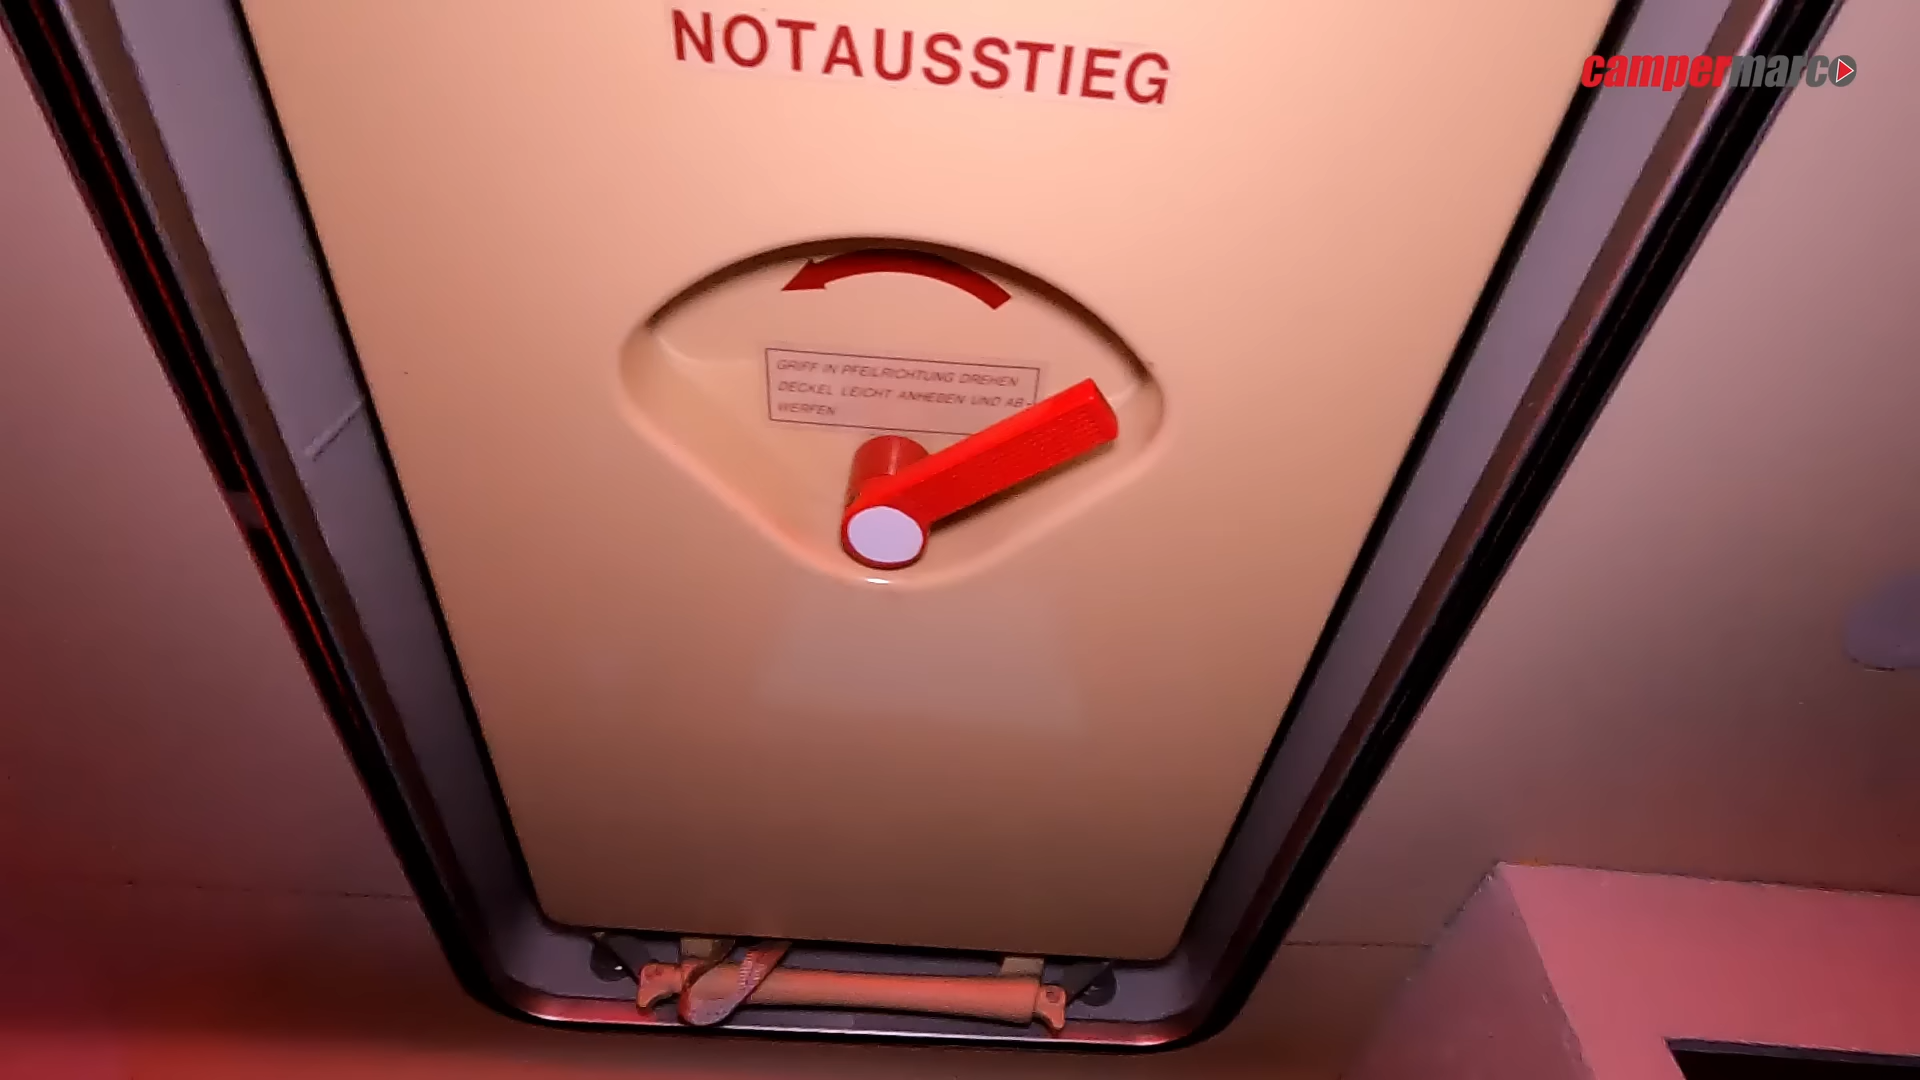 NOTAUSSTIEG
campermarco
GRIFF IN PFEILRICHTUNG DREHEN
DECKEL LEICHT ANHEBEN UND AB-
WERFEN